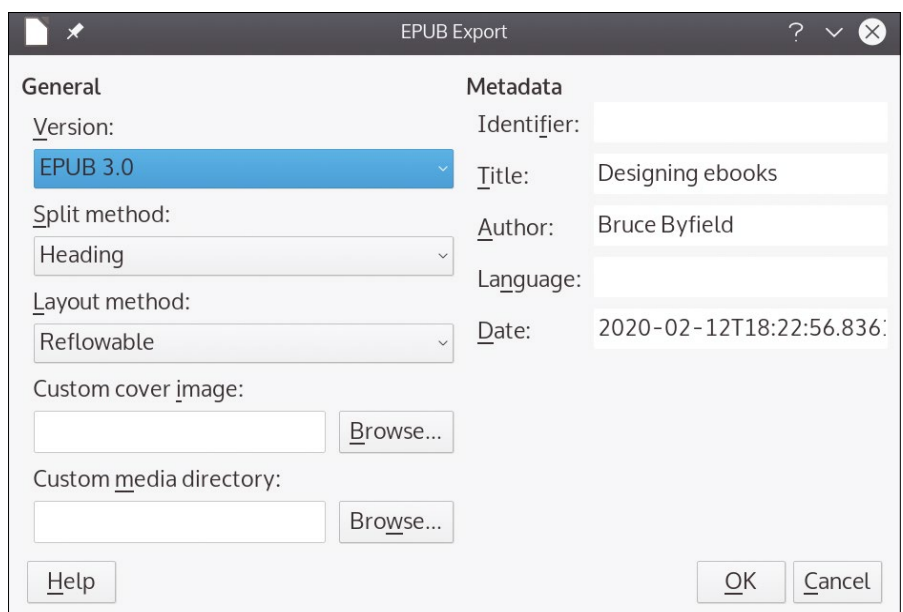 EPUB Export
General
Version:
EPUB 3.0
Split method:
Heading
Layout method:
Reflowable
Custom cover image:
Browse...
Custom media directory:
Browse...
Metadata
Identifier:
Title: Designing ebooks
Author: Bruce Byfield
Language:
Date: 2020-02-12T18:22:56.836
Help
OK
Cancel